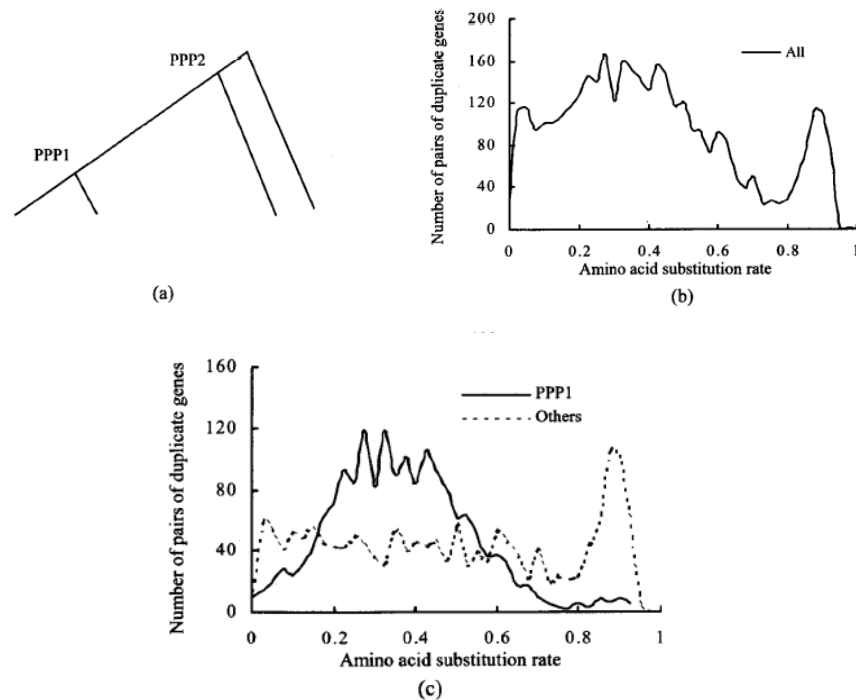 PPP2
PPP1
(a)
Number of pairs of duplicate genes
200
160
120
80
40
0
All
0
0.2
0.4
0.6
0.8
1
Amino acid substitution rate
(b)
Number of pairs of duplicate genes
160
120
80
40
0
PPP1
Others
0
0.2
0.4
0.6
0.8
1
Amino acid substitution rate
(c)